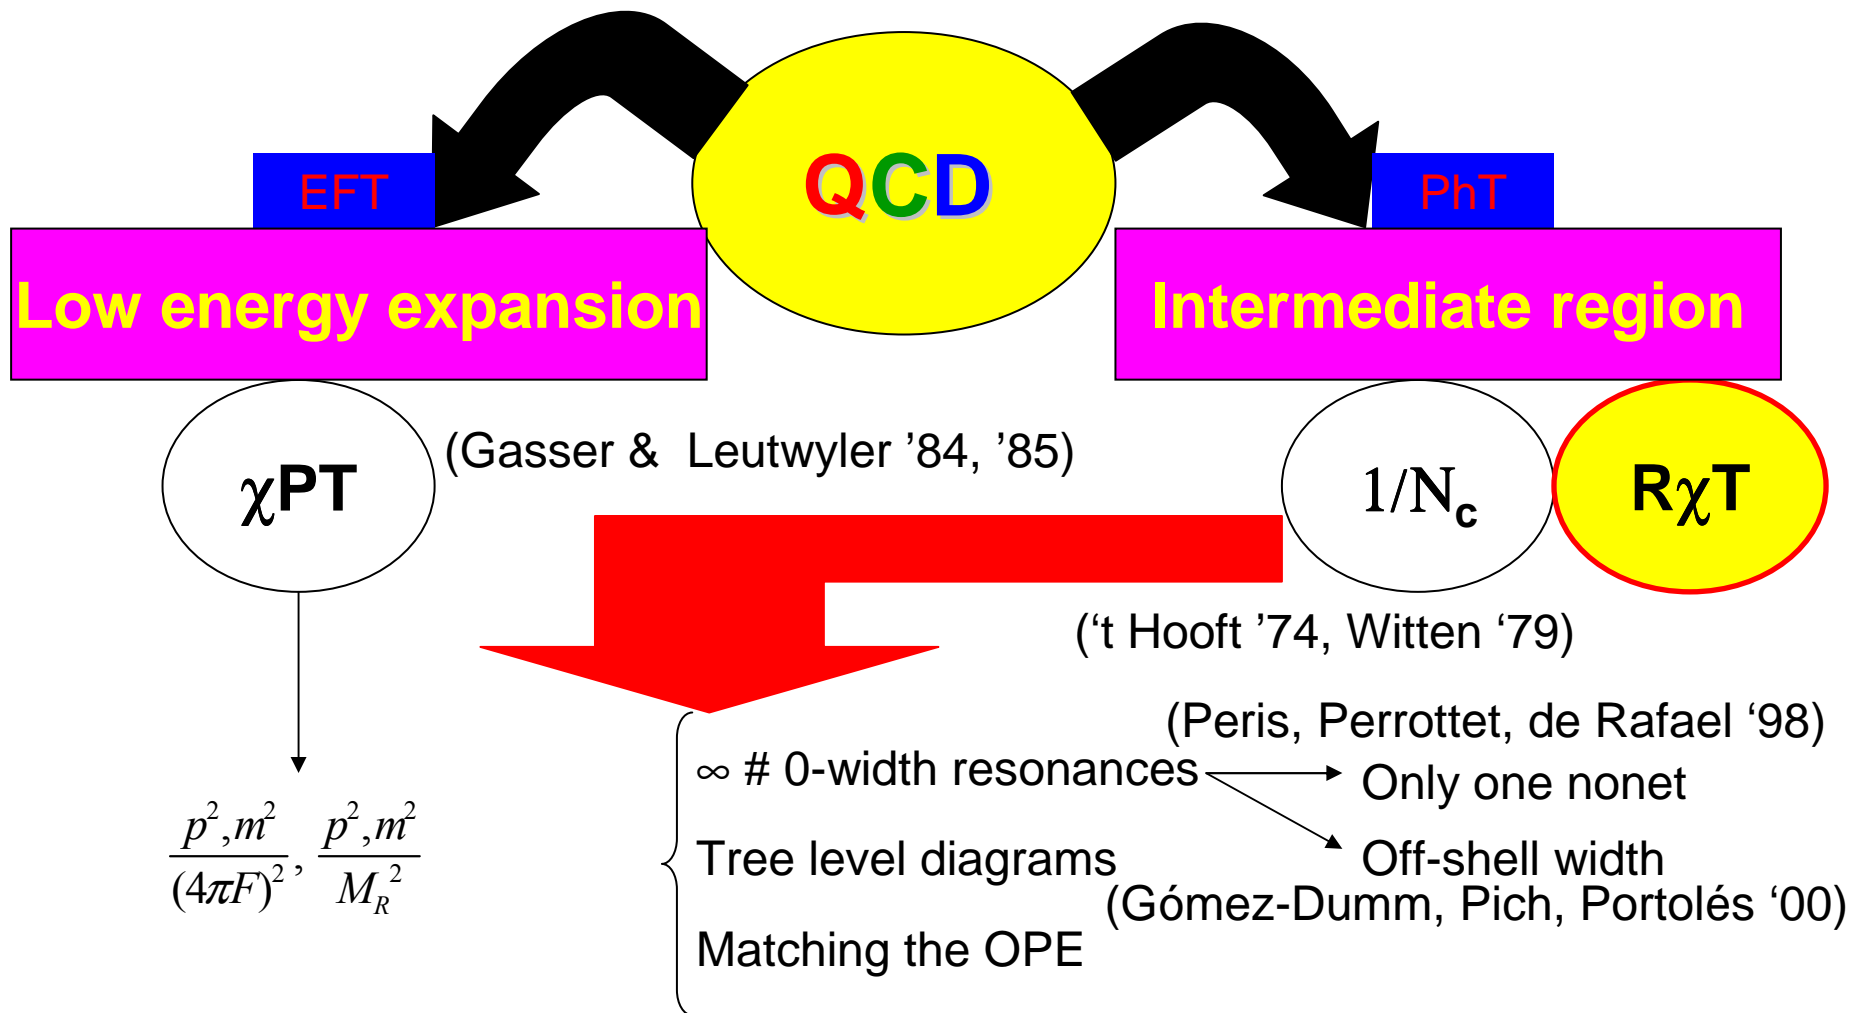 QCD
EFT
PhT
Low energy expansion
Intermediate region
χPT
(Gasser & Leutwyler ’84, ’85)
1/Nc
RχT
(‘t Hooft ’74, Witten ‘79)
(Peris, Perrottet, de Rafael ‘98)
∞ # 0-width resonances
Only one nonet
Tree level diagrams
Off-shell width
(Gómez-Dumm, Pich, Portolés ‘00)
Matching the OPE
p²,m²/(4πF)², p²,m²/M_R²